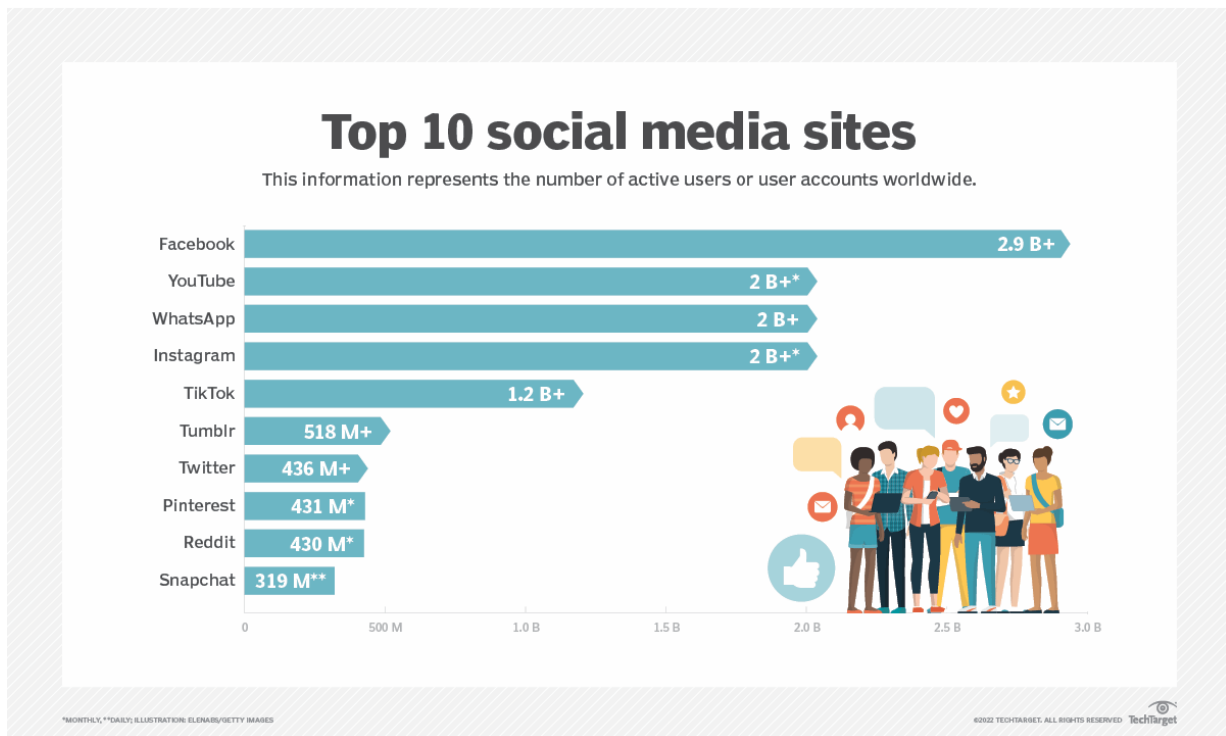 Top 10 social media sites
This information represents the number of active users or user accounts worldwide.
Facebook 2.9 B+
YouTube 2 B+*
WhatsApp 2 B+
Instagram 2 B+*
TikTok 1.2 B+
Tumblr 518 M+
Twitter 436 M+
Pinterest 431 M*
Reddit 430 M*
Snapchat 319 M**
0 500 M 1.0 B 1.5 B 2.0 B 2.5 B 3.0 B
*MONTHLY, **DAILY; ILLUSTRATION: ELENABS/GETTY IMAGES ©2022 TECHTARGET. ALL RIGHTS RESERVED TechTarget